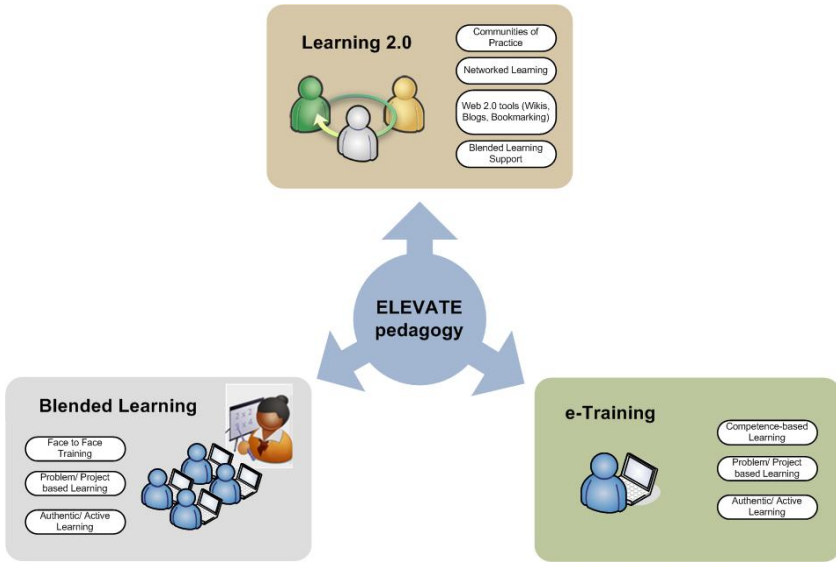 Learning 2.0
Communities of
Practice
Networked Learning
Web 2.0 tools (Wikis,
Blogs, Bookmarking)
Blended Learning
Support
ELEVATE
pedagogy
Blended Learning
2 x 2
Face to Face
Training
Problem/ Project
based Learning
Authentic/ Active
Learning
e-Training
Competence-based
Learning
Problem/ Project
based Learning
Authentic/ Active
Learning